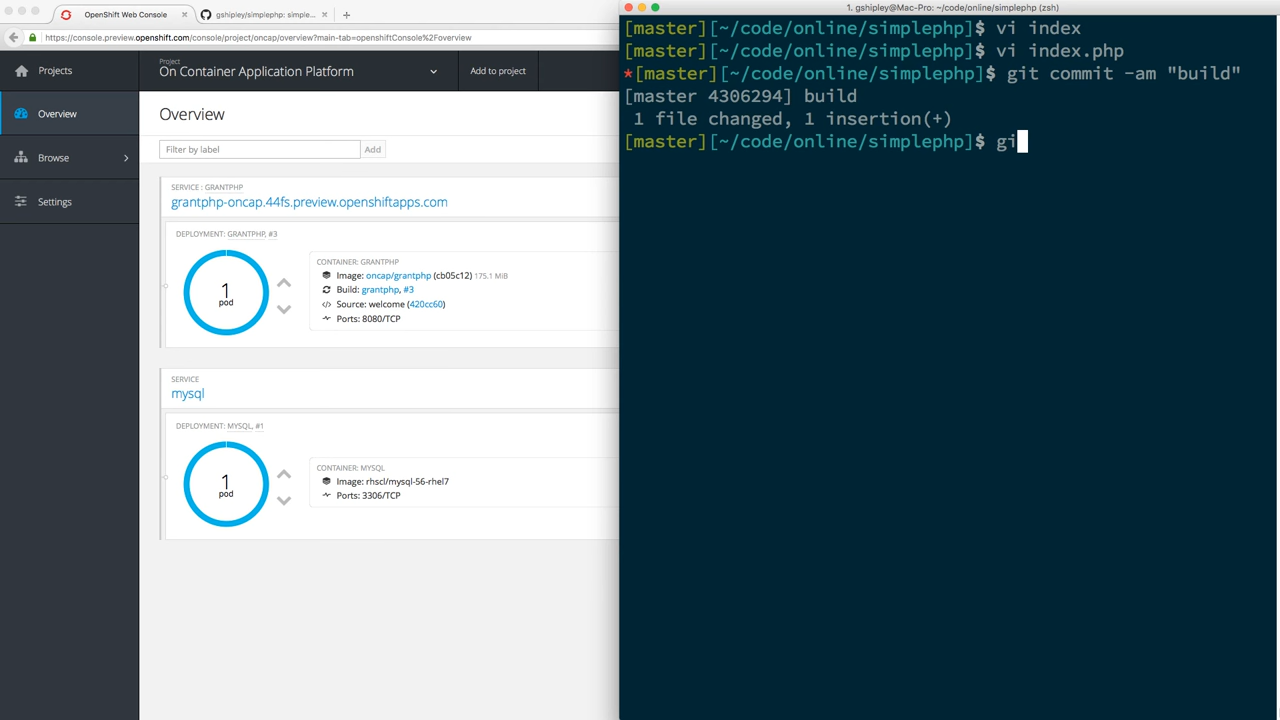 OpenShift Web Console
gshipley/simplephp: simple...
https://console.preview.openshift.com/console/project/oncap/overview?main-tab=openshiftConsole%2Foverview
Projects
Project
On Container Application Platform
Add to project
Overview
Browse
Settings
Overview
Filter by label
Add
SERVICE : GRANTPHP
grantphp-oncap.44fs.preview.openshiftapps.com
DEPLOYMENT: GRANTPHP, #3
1
pod
CONTAINER: GRANTPHP
Image: oncap/grantphp (cb05c12) 175.1 MiB
Build: grantphp, #3
Source: welcome (420cc60)
Ports: 8080/TCP
SERVICE
mysql
DEPLOYMENT: MYSQL, #1
1
pod
CONTAINER: MYSQL
Image: rhscl/mysql-56-rhel7
Ports: 3306/TCP
1. gshipley@Mac-Pro: ~/code/online/simplephp (zsh)
[master][~/code/online/simplephp]$ vi index
[master][~/code/online/simplephp]$ vi index.php
*[master][~/code/online/simplephp]$ git commit -am "build"
[master 4306294] build
1 file changed, 1 insertion(+)
[master][~/code/online/simplephp]$ gi